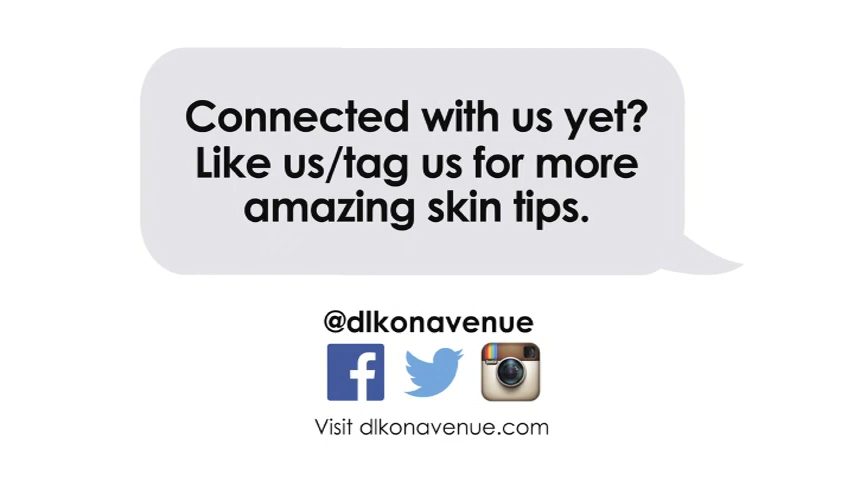 Connected with us yet?
Like us/tag us for more
amazing skin tips.
@dlkonavenue
Visit dlkonavenue.com